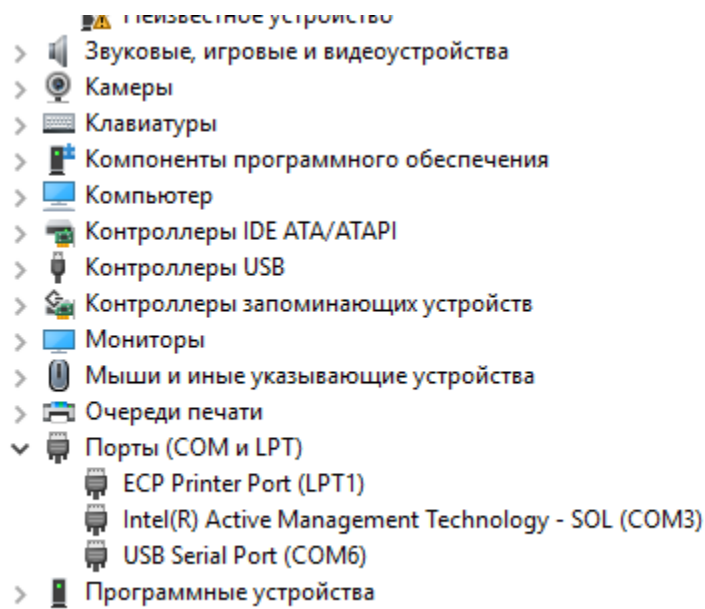 Неизвестное устройство
Звуковые, игровые и видеоустройства
Камеры
Клавиатуры
Компоненты программного обеспечения
Компьютер
Контроллеры IDE ATA/ATAPI
Контроллеры USB
Контроллеры запоминающих устройств
Мониторы
Мыши и иные указывающие устройства
Очереди печати
Порты (COM и LPT)
ECP Printer Port (LPT1)
Intel(R) Active Management Technology - SOL (COM3)
USB Serial Port (COM6)
Программные устройства